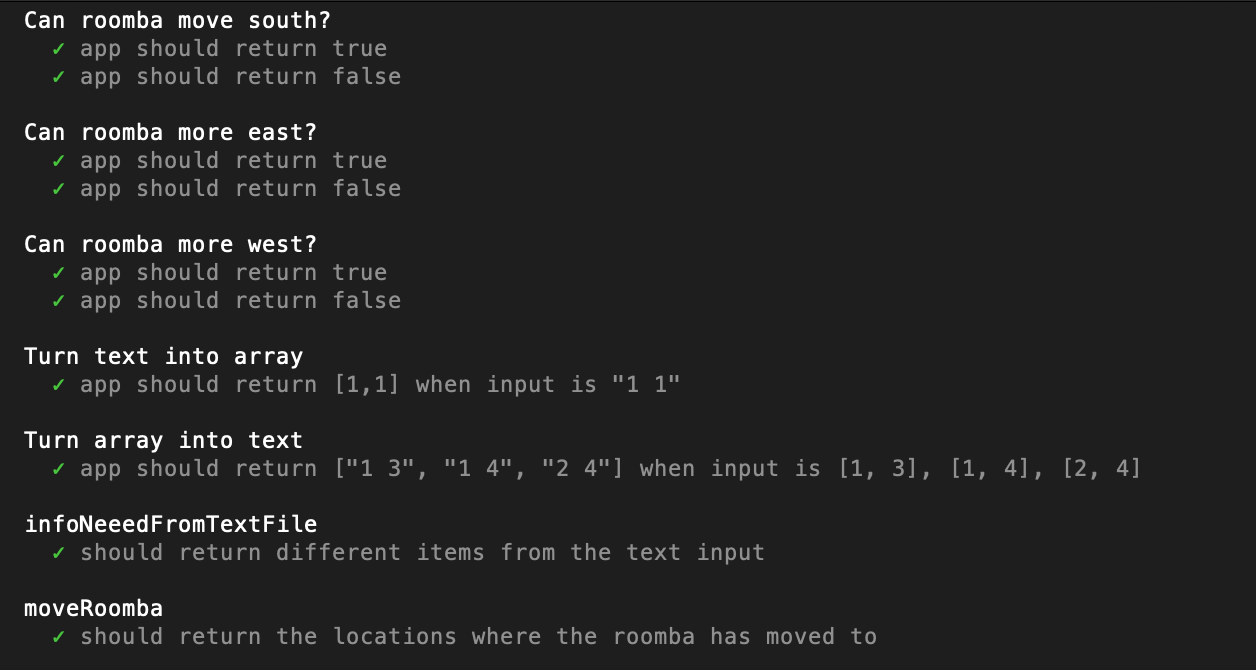 Can roomba move south?
✓ app should return true
✓ app should return false
Can roomba more east?
✓ app should return true
✓ app should return false
Can roomba more west?
✓ app should return true
✓ app should return false
Turn text into array
✓ app should return [1,1] when input is "1 1"
Turn array into text
✓ app should return ["1 3", "1 4", "2 4"] when input is [1, 3], [1, 4], [2, 4]
infoNeeedFromTextFile
✓ should return different items from the text input
moveRoomba
✓ should return the locations where the roomba has moved to